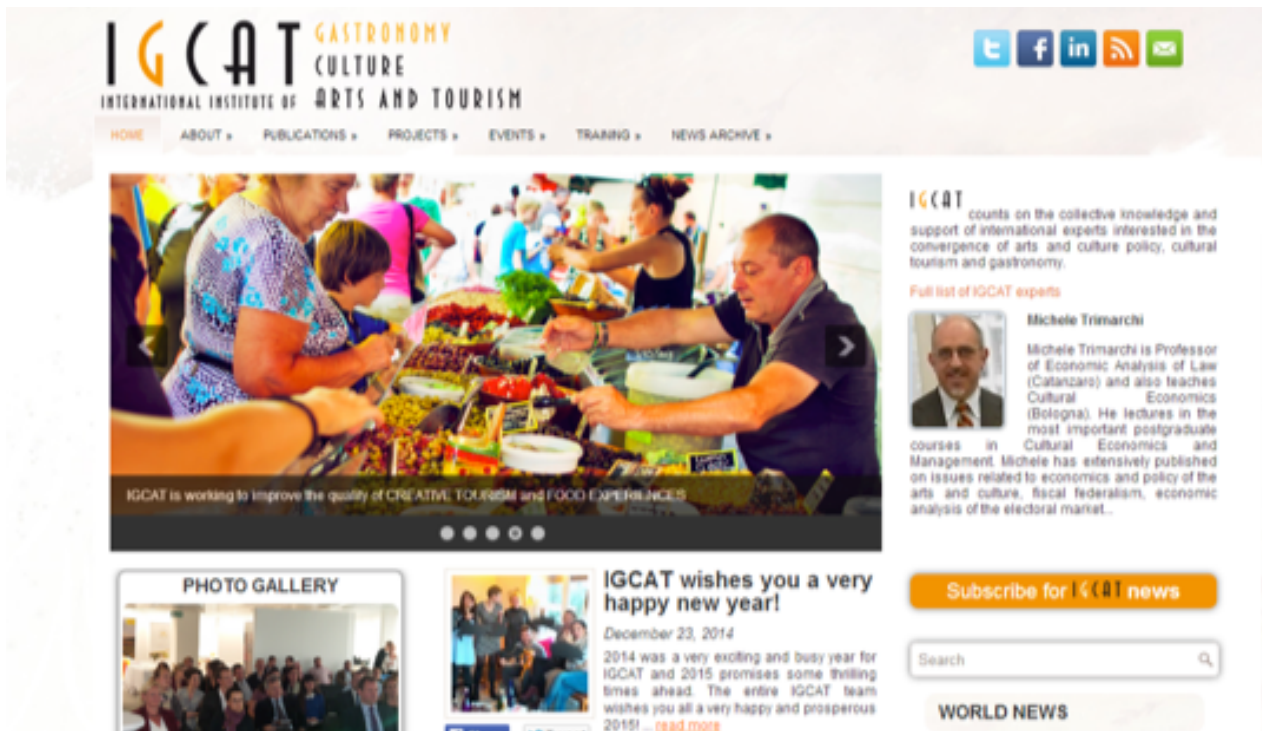 IGCAT GASTRONOMY
CULTURE
INTERNATIONAL INSTITUTE OF ARTS AND TOURISM
HOME ABOUT » PUBLICATIONS » PROJECTS » EVENTS » TRAINING » NEWS ARCHIVE »
IGCAT is working to improve the quality of CREATIVE TOURISM and FOOD EXPERIENCES
IGCAT
counts on the collective knowledge and
support of international experts interested in the
convergence of arts and culture policy, cultural
tourism and gastronomy.
Full list of IGCAT experts
Michele Trimarchi
Michele Trimarchi is Professor
of Economic Analysis of Law
(Catanzaro) and also teaches
Cultural Economics
(Bologna). He lectures in the
most important postgraduate
courses in Cultural Economics and
Management. Michele has extensively published
on issues related to economics and policy of the
arts and culture, fiscal federalism, economic
analysis of the electoral market...
PHOTO GALLERY
IGCAT wishes you a very
happy new year!
December 23, 2014
2014 was a very exciting and busy year for
IGCAT and 2015 promises some thrilling
times ahead. The entire IGCAT team
wishes you all a very happy and prosperous
2015! ... read more
Subscribe for IGCAT news
Search
WORLD NEWS